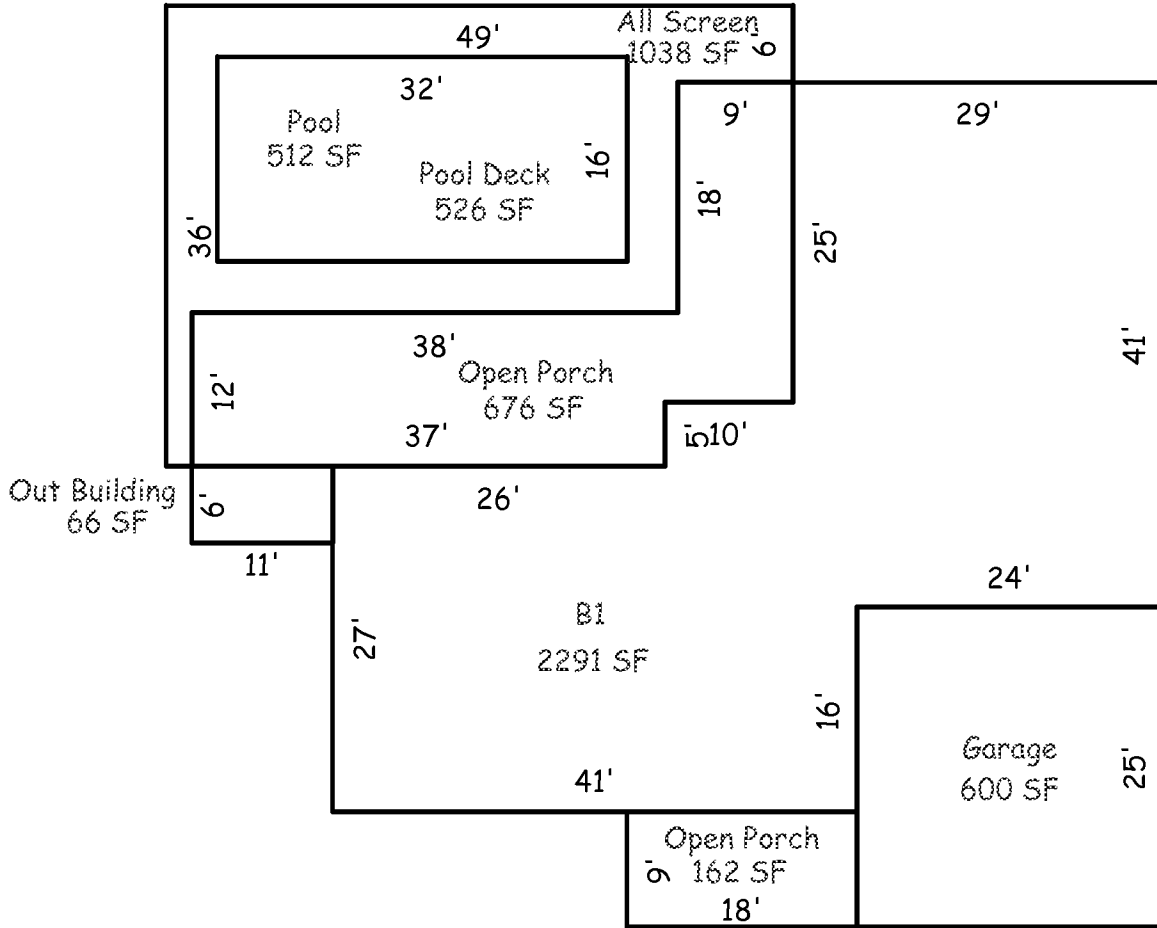 All Screen
1038 SF
49'
6'
32'
9'
29'
Pool
512 SF
16'
Pool Deck
526 SF
18'
36'
25'
38'
41'
12'
Open Porch
676 SF
37'
5'
10'
Out Building
66 SF
6'
26'
11'
24'
B1
2291 SF
27'
16'
Garage
600 SF
25'
41'
Open Porch
162 SF
9'
18'